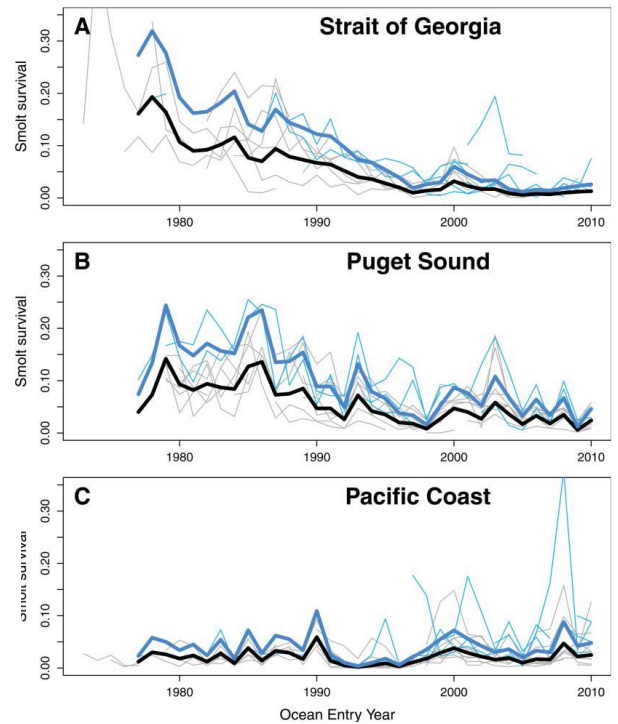 A
Strait of Georgia
Smolt survival
0.30
0.20
0.10
0.00
1980
1990
2000
2010
B
Puget Sound
Smolt survival
0.30
0.20
0.10
0.00
1980
1990
2000
2010
C
Pacific Coast
Smolt survival
0.30
0.20
0.10
0.00
1980
1990
2000
2010
Ocean Entry Year